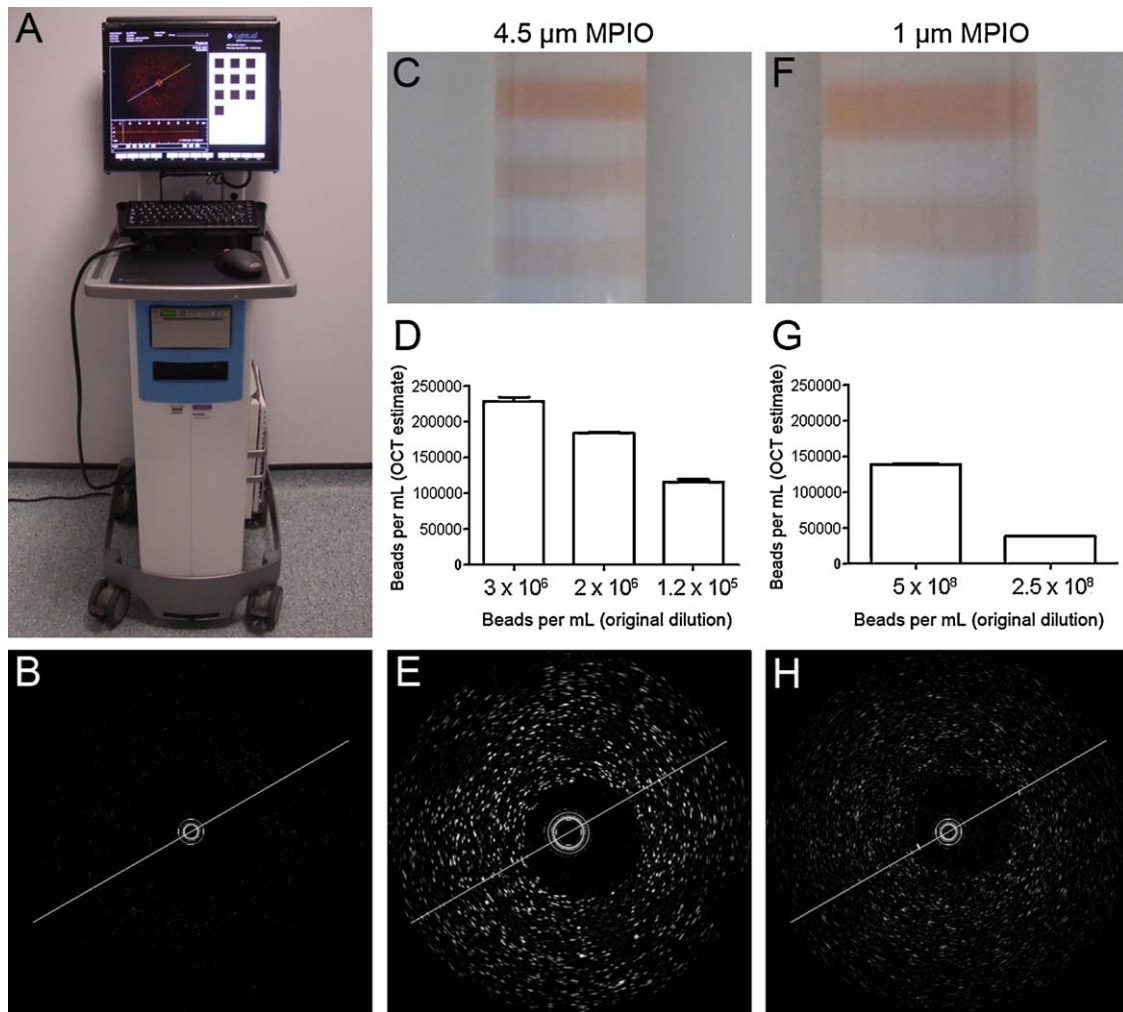 A
LightLab
4.5 µm MPIO
1 µm MPIO
C
F
D
Beads per mL (OCT estimate)
250000
200000
150000
100000
50000
0
3 x 10⁶
2 x 10⁶
1.2 x 10⁵
Beads per mL (original dilution)
G
Beads per mL (OCT estimate)
250000
200000
150000
100000
50000
0
5 x 10⁸
2.5 x 10⁸
Beads per mL (original dilution)
B
E
H